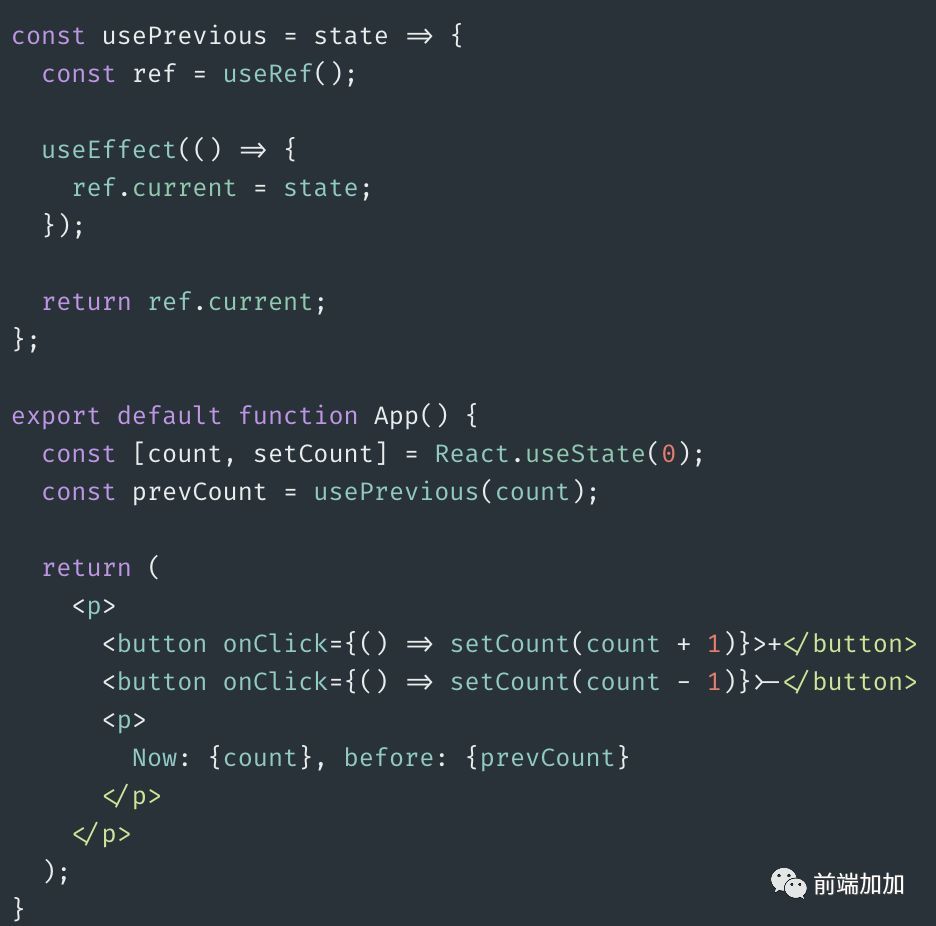 const usePrevious = state => {
  const ref = useRef();

  useEffect(() => {
    ref.current = state;
  });

  return ref.current;
};

export default function App() {
  const [count, setCount] = React.useState(0);
  const prevCount = usePrevious(count);

  return (
    <p>
      <button onClick={() => setCount(count + 1)}>+</button>
      <button onClick={() => setCount(count - 1)}>-</button>
      <p>
        Now: {count}, before: {prevCount}
      </p>
    </p>
  );
}
前端加加